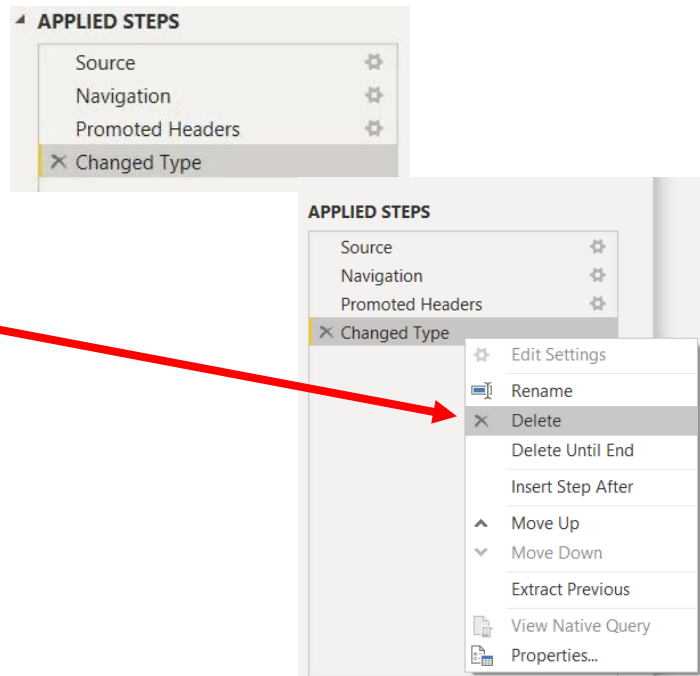 APPLIED STEPS
Source
Navigation
Promoted Headers
Changed Type
APPLIED STEPS
Source
Navigation
Promoted Headers
Changed Type
Edit Settings
Rename
Delete
Delete Until End
Insert Step After
Move Up
Move Down
Extract Previous
View Native Query
Properties...